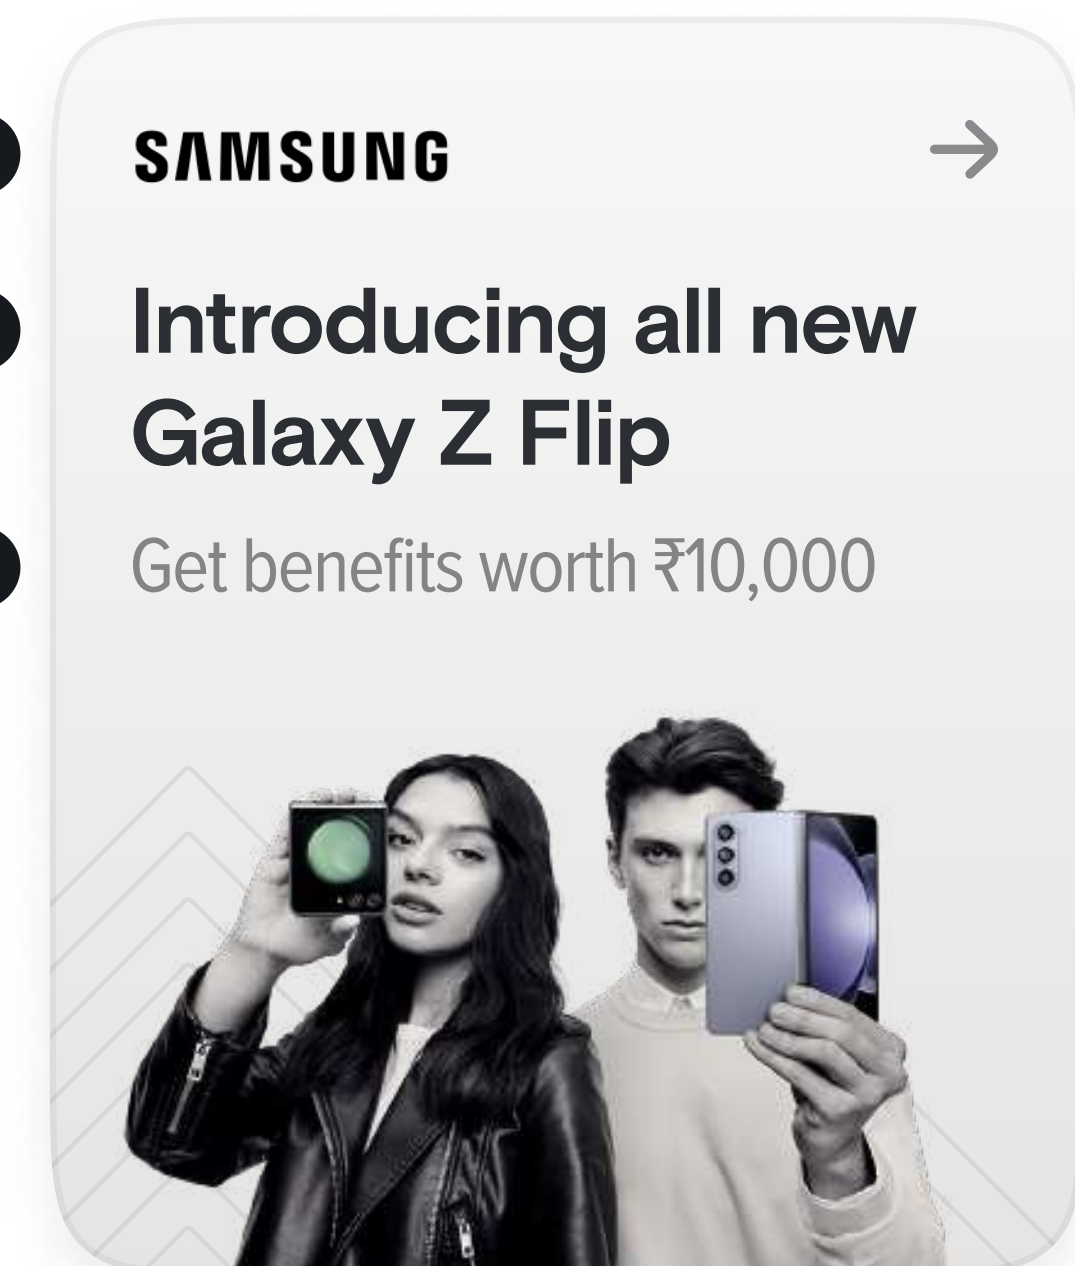 SAMSUNG
Introducing all new
Galaxy Z Flip
Get benefits worth ₹10,000